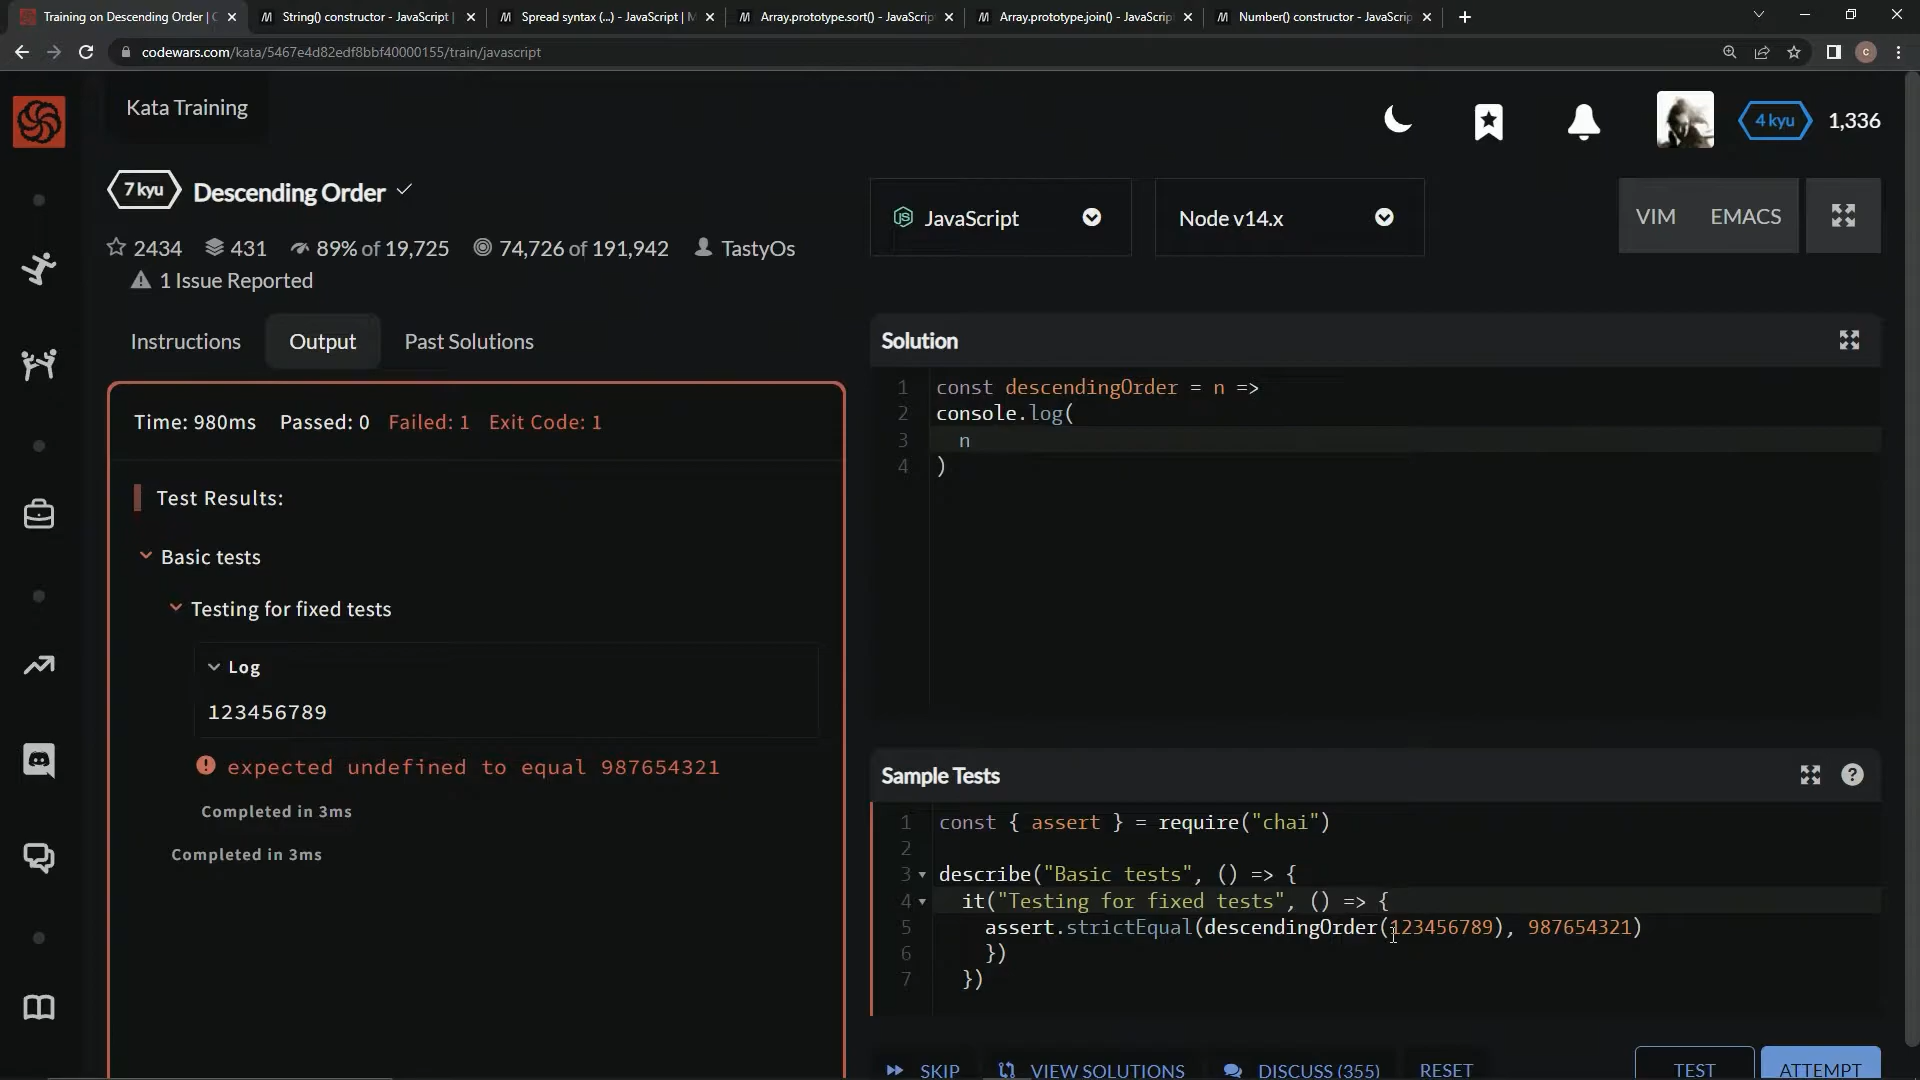 Training on Descending Order | C
String() constructor - JavaScript |
Spread syntax (...) - JavaScript | M
Array.prototype.sort() - JavaScrip
Array.prototype.join() - JavaScrip
Number() constructor - JavaScrip
codewars.com/kata/5467e4d82edf8bbf40000155/train/javascript
C
Kata Training
4 kyu 1,336
7 kyu Descending Order
2434 431 89% of 19,725 74,726 of 191,942 TastyOs
1 Issue Reported
JavaScript
Node v14.x
VIM EMACS
Instructions Output Past Solutions
Time: 980ms Passed: 0 Failed: 1 Exit Code: 1
Test Results:
Basic tests
Testing for fixed tests
Log
123456789
expected undefined to equal 987654321
Completed in 3ms
Completed in 3ms
Solution
1 const descendingOrder = n =>
2 console.log(
3 n
4 )
Sample Tests
1 const { assert } = require("chai")
2
3 describe("Basic tests", () => {
4 it("Testing for fixed tests", () => {
5 assert.strictEqual(descendingOrder(123456789), 987654321)
6 })
7 })
SKIP VIEW SOLUTIONS DISCUSS (355) RESET TEST ATTEMPT